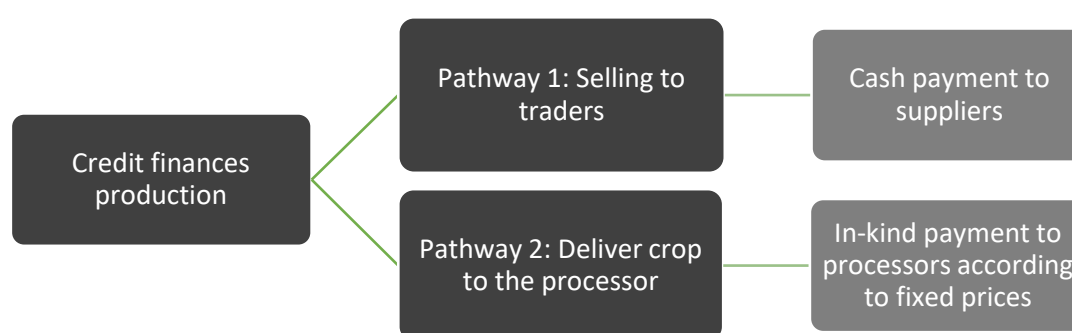 Credit finances
production
Pathway 1: Selling to
traders
Cash payment to
suppliers
Pathway 2: Deliver crop
to the processor
In-kind payment to
processors according
to fixed prices